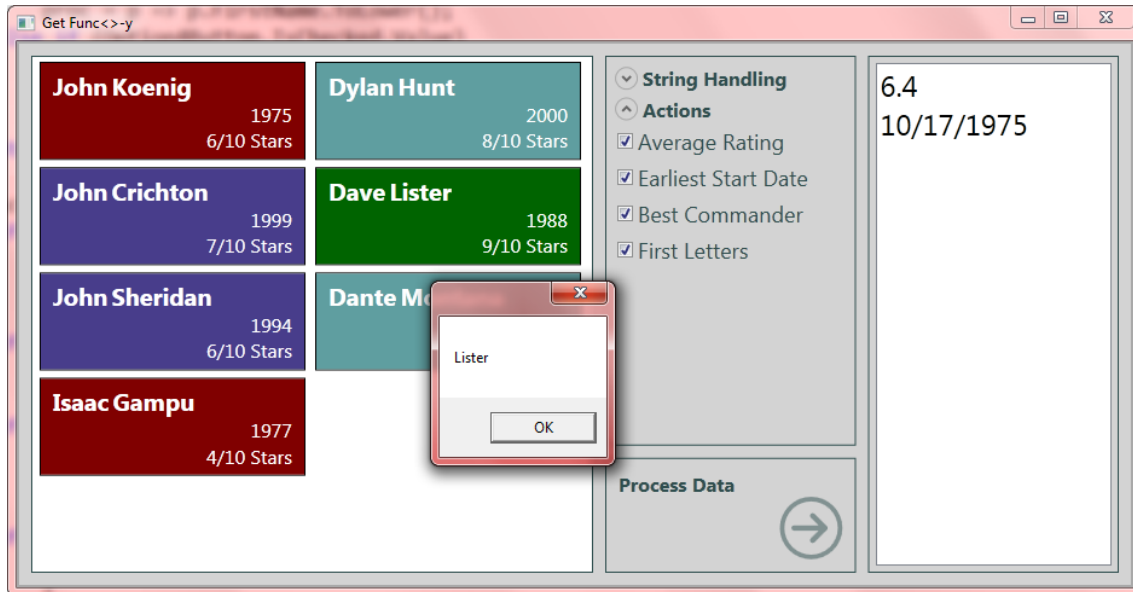 Get Func<>-y
John Koenig
1975
6/10 Stars
Dylan Hunt
2000
8/10 Stars
John Crichton
1999
7/10 Stars
Dave Lister
1988
9/10 Stars
John Sheridan
1994
6/10 Stars
Dante
Isaac Gampu
1977
4/10 Stars
Lister
OK
String Handling
Actions
Average Rating
Earliest Start Date
Best Commander
First Letters
Process Data
6.4
10/17/1975